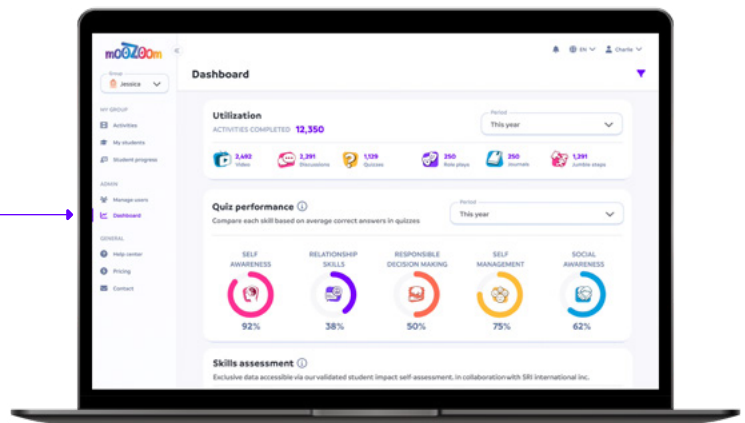 mooZoom
EN
Charlie
Group
Jessica
Dashboard
MY GROUP
Activities
My students
Student progress
ADMIN
Manage users
Dashboard
GENERAL
Help center
Pricing
Contact
Utilization
ACTIVITIES COMPLETED 12,350
Period
This year
2,492
Video
2,291
Discussions
1,129
Quizzes
250
Role plays
250
Journals
1,291
Jumble steps
Quiz performance
Compare each skill based on average correct answers in quizzes
Period
This year
SELF
AWARENESS
92%
RELATIONSHIP
SKILLS
38%
RESPONSIBLE
DECISION MAKING
50%
SELF
MANAGEMENT
75%
SOCIAL
AWARENESS
62%
Skills assessment
Exclusive data accessible via our validated student impact self-assessment. In collaboration with SRI international inc.